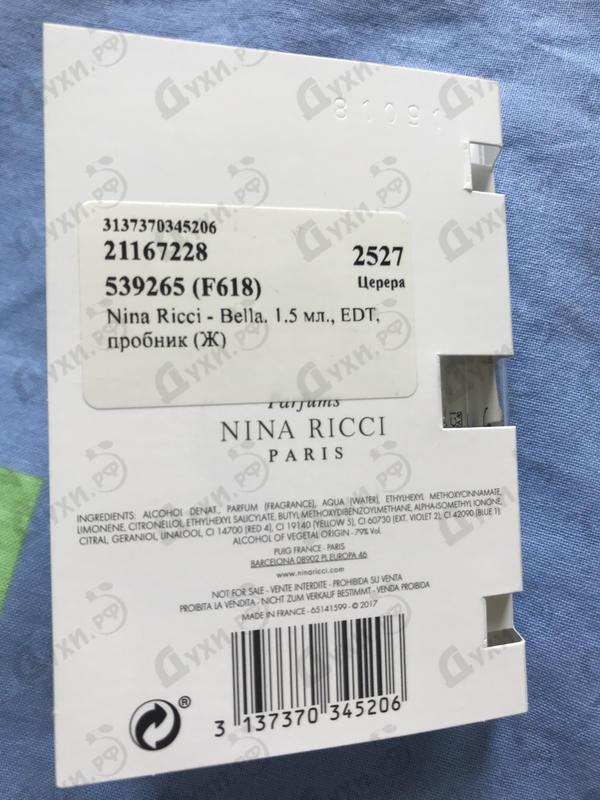 81091
3137370345206
21167228 2527
539265 (F618) Церера
Nina Ricci - Bella. 1.5 мл., EDT,
пробник (Ж)
Parfums
NINA RICCI
PARIS
INGREDIENTS: ALCOHOL DENAT., PARFUM (FRAGRANCE), AQUA (WATER), ETHYLHEXYL METHOXYCINNAMATE,
LIMONENE, CITRONELLOL, ETHYLHEXYL SALICYLATE, BUTYL METHOXYDIBENZOYLMETHANE, ALPHA-ISOMETHYL IONONE,
CITRAL, GERANIOL, LINALOOL, CI 14700 (RED 4), CI 19140 (YELLOW 5), CI 60730 (EXT. VIOLET 2), CI 42090 (BLUE 1).
ALCOHOL OF VEGETAL ORIGIN - 79% Vol.
PUIG FRANCE - PARIS
BARCELONA 08902 PL.EUROPA 46
www.ninaricci.com
NOT FOR SALE - VENTE INTERDITE - PROHIBIDA SU VENTA
PROIBITA LA VENDITA - NICHT ZUM VERKAUF BESTIMMT - VENDA PROIBIDA
MADE IN FRANCE - 65141599 - © 2017
®
3 137370 345206
Духи.рф